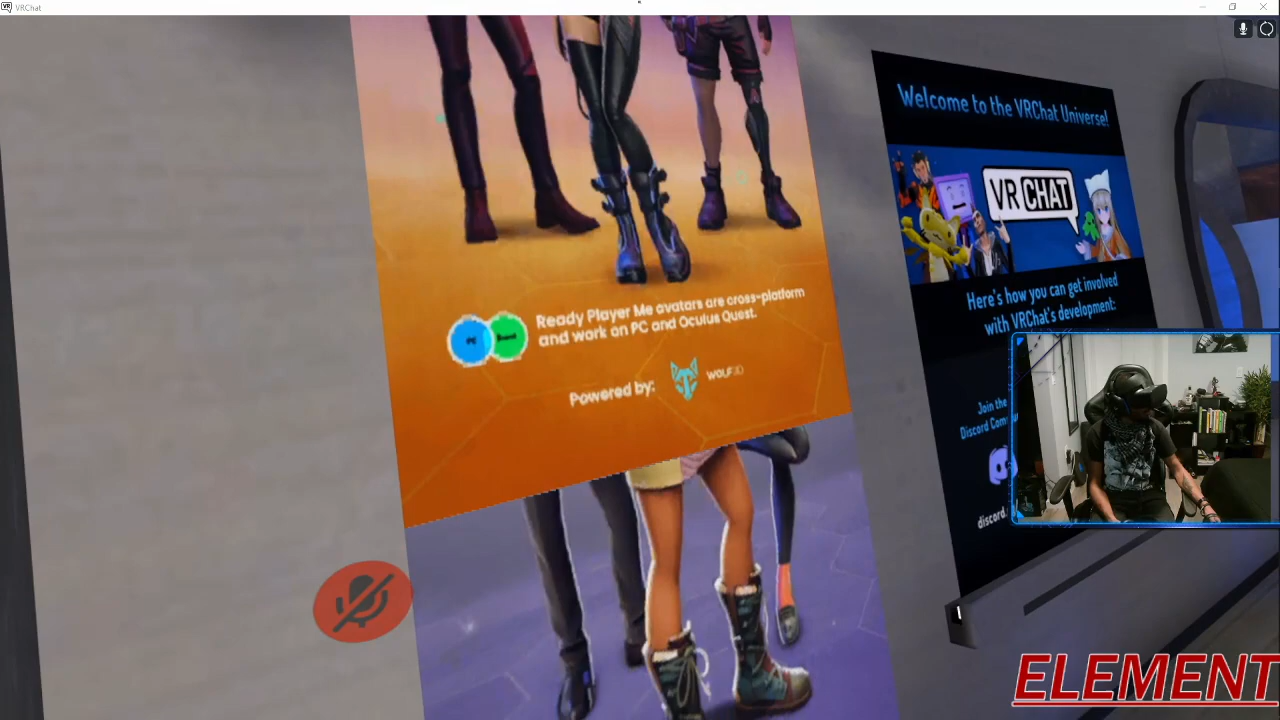 VRChat
Ready Player Me avatars are cross-platform
and work on PC and Oculus Quest.
PC
Powered by:
WOLF3D
Welcome to the VRChat Universe!
VR CHAT
Here's how you can get involved
with VRChat's development:
Join the
Discord
discord.
ELEMENT